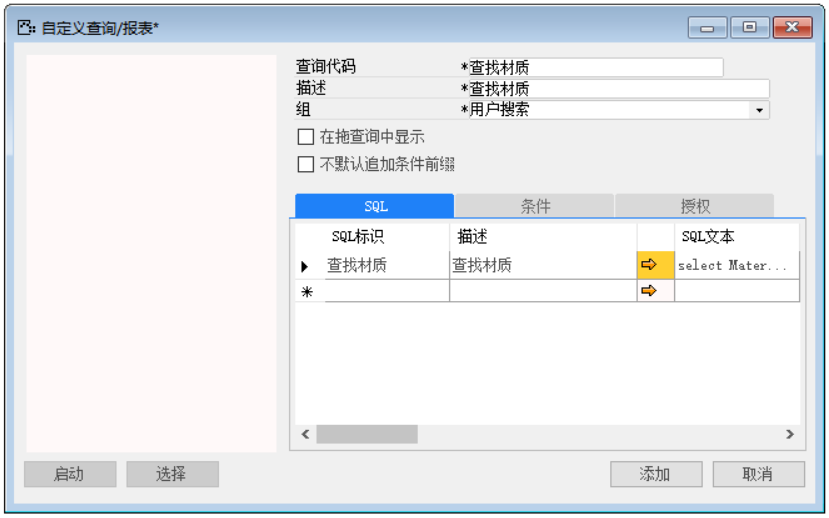 自定义查询/报表*
查询代码 *查找材质
描述 *查找材质
组 *用户搜索
在拖查询中显示
不默认追加条件前缀
SQL 条件 授权
SQL标识 描述 SQL文本
查找材质 查找材质 select Mater...
*
启动 选择 添加 取消